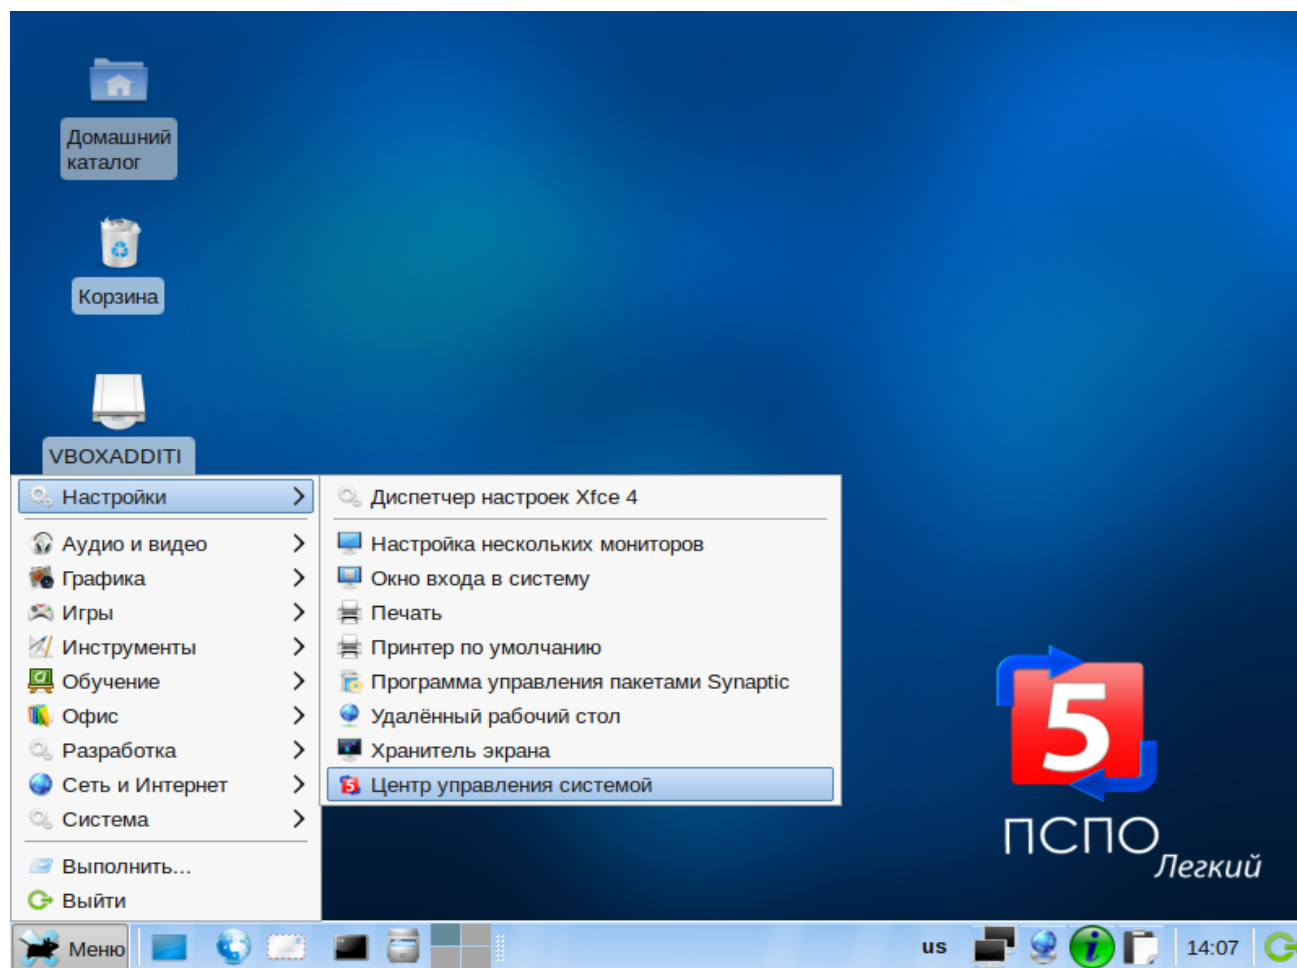 Домашний
каталог
Корзина
VBOXADDITI
Настройки
Аудио и видео
Графика
Игры
Инструменты
Обучение
Офис
Разработка
Сеть и Интернет
Система
Выполнить...
Выйти
Диспетчер настроек Xfce 4
Настройка нескольких мониторов
Окно входа в систему
Печать
Принтер по умолчанию
Программа управления пакетами Synaptic
Удалённый рабочий стол
Хранитель экрана
5 Центр управления системой
5
ПСПО
Легкий
Меню
us
i
14:07